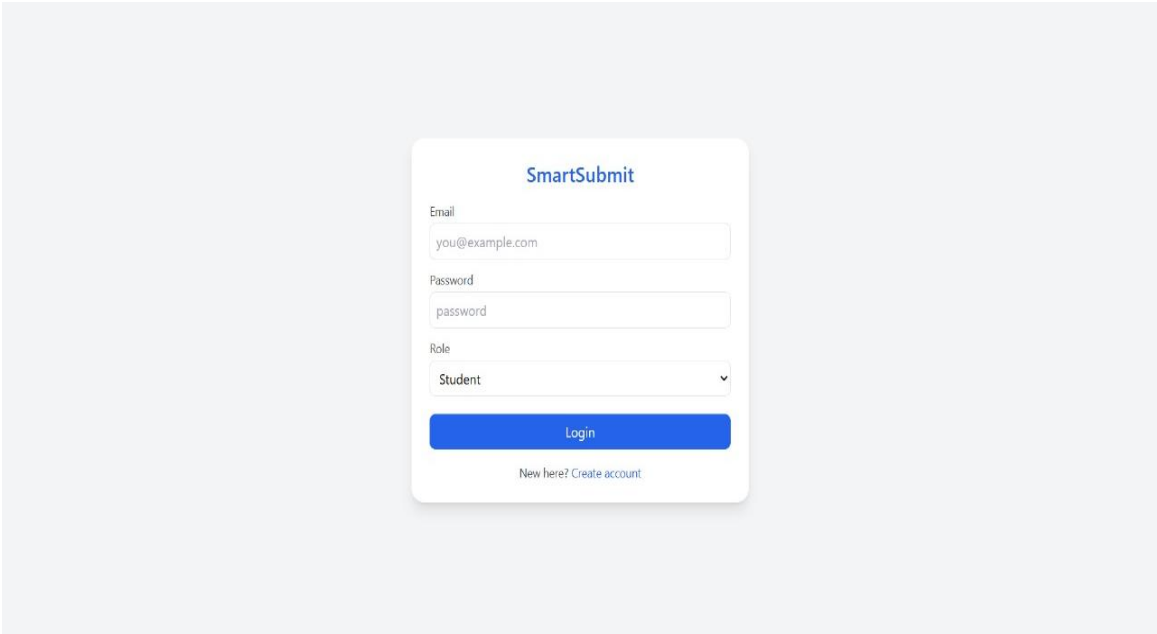 SmartSubmit
Email
you@example.com
Password
password
Role
Student
Login
New here? Create account